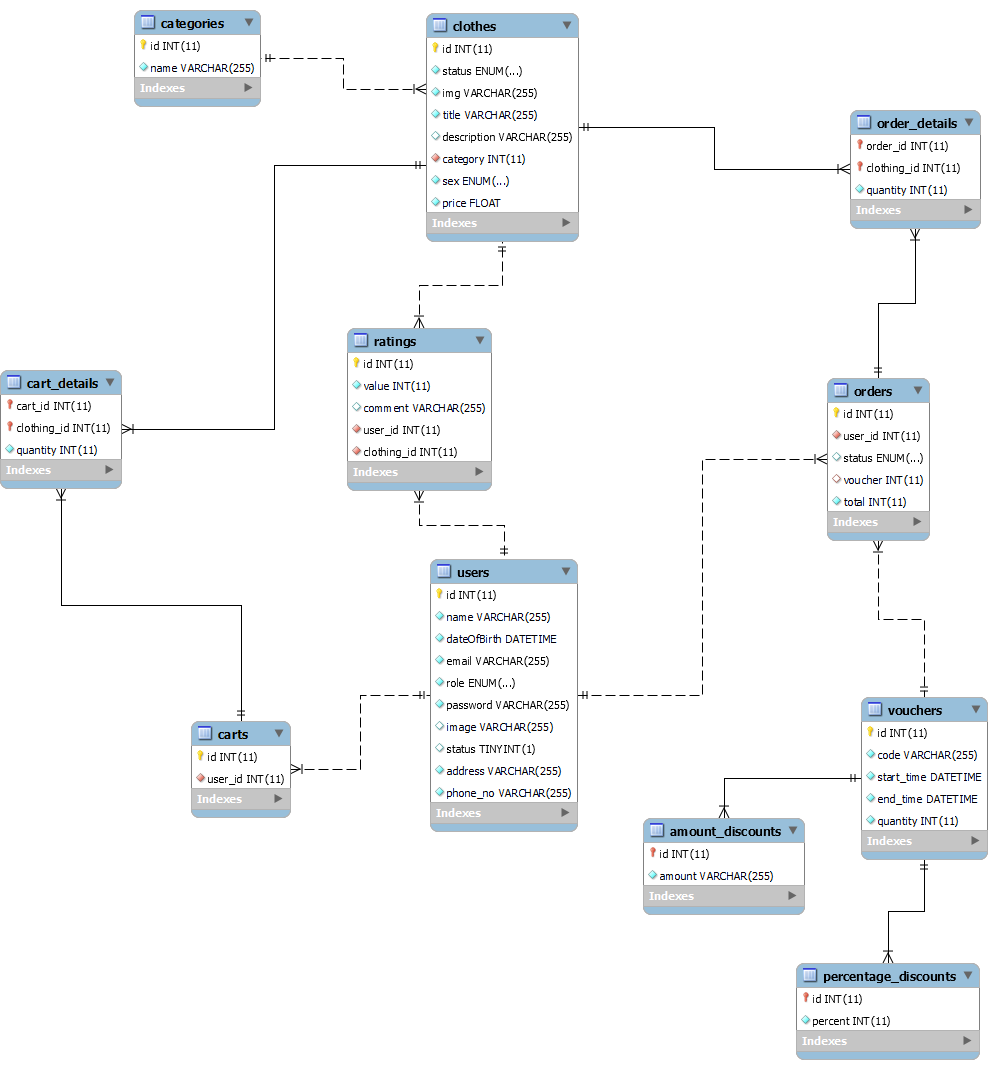 categories
id INT(11)
name VARCHAR(255)
Indexes
clothes
id INT(11)
status ENUM(...)
img VARCHAR(255)
title VARCHAR(255)
description VARCHAR(255)
category INT(11)
sex ENUM(...)
price FLOAT
Indexes
order_details
order_id INT(11)
clothing_id INT(11)
quantity INT(11)
Indexes
ratings
id INT(11)
value INT(11)
comment VARCHAR(255)
user_id INT(11)
clothing_id INT(11)
Indexes
cart_details
cart_id INT(11)
clothing_id INT(11)
quantity INT(11)
Indexes
orders
id INT(11)
user_id INT(11)
status ENUM(...)
voucher INT(11)
total INT(11)
Indexes
users
id INT(11)
name VARCHAR(255)
dateOfBirth DATETIME
email VARCHAR(255)
role ENUM(...)
password VARCHAR(255)
image VARCHAR(255)
status TINYINT(1)
address VARCHAR(255)
phone_no VARCHAR(255)
Indexes
carts
id INT(11)
user_id INT(11)
Indexes
vouchers
id INT(11)
code VARCHAR(255)
start_time DATETIME
end_time DATETIME
quantity INT(11)
Indexes
amount_discounts
id INT(11)
amount VARCHAR(255)
Indexes
percentage_discounts
id INT(11)
percent INT(11)
Indexes